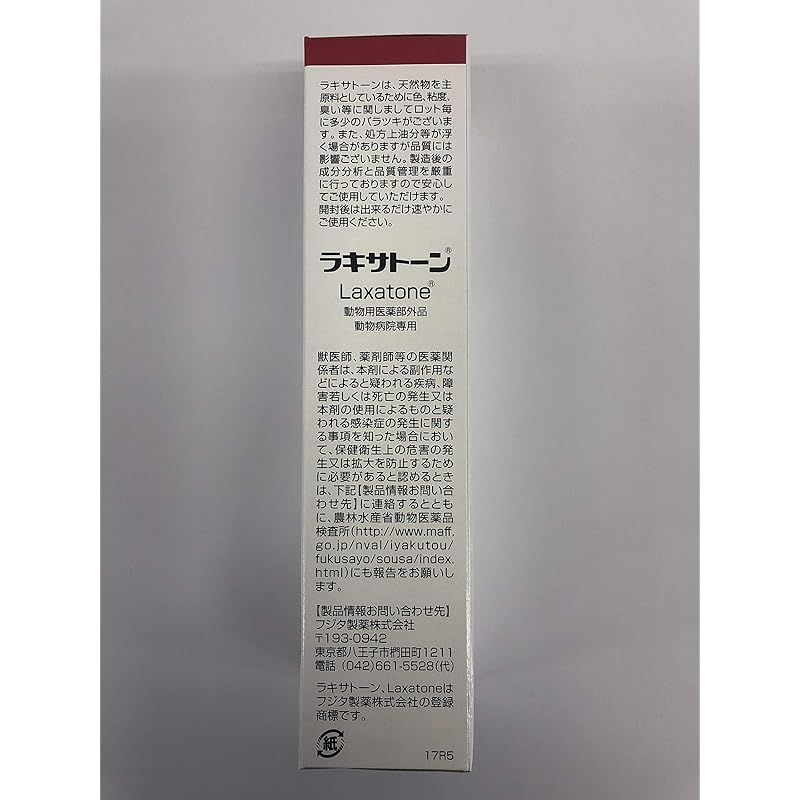 ラキサトーンは、天然物を主
原料としているために色、粘度、
臭い等に関しましてロット毎
に多少のバラツキがございま
す。また、処方上油分等が浮
く場合がありますが品質には
影響ございません。製造後の
成分分析と品質管理を厳重
に行っておりますので安心し
てご使用していただけます。
開封後は出来るだけ速やかに
ご使用ください。
ラキサトーン®
Laxatone®
動物用医薬部外品
動物病院専用
獣医師、薬剤師等の医薬関
係者は、本剤による副作用な
どによると疑われる疾病、障
害若しくは死亡の発生又は
本剤の使用によるものと疑
われる感染症の発生に関す
る事項を知った場合におい
て、保健衛生上の危害の発
生又は拡大を防止するため
に必要があると認めるとき
は、下記【製品情報お問い合
わせ先】に連絡するととも
に、農林水産省動物医薬品
検査所(http://www.maff.
go.jp/nval/iyakutou/
fukusayo/sousa/index.
html)にも報告をお願いしま
す。
【製品情報お問い合わせ先】
フジタ製薬株式会社
〒193-0942
東京都八王子市椚田町1211
電話 (042)661-5528(代)
ラキサトーン、Laxatoneは
フジタ製薬株式会社の登録
商標です。
紙
17R5